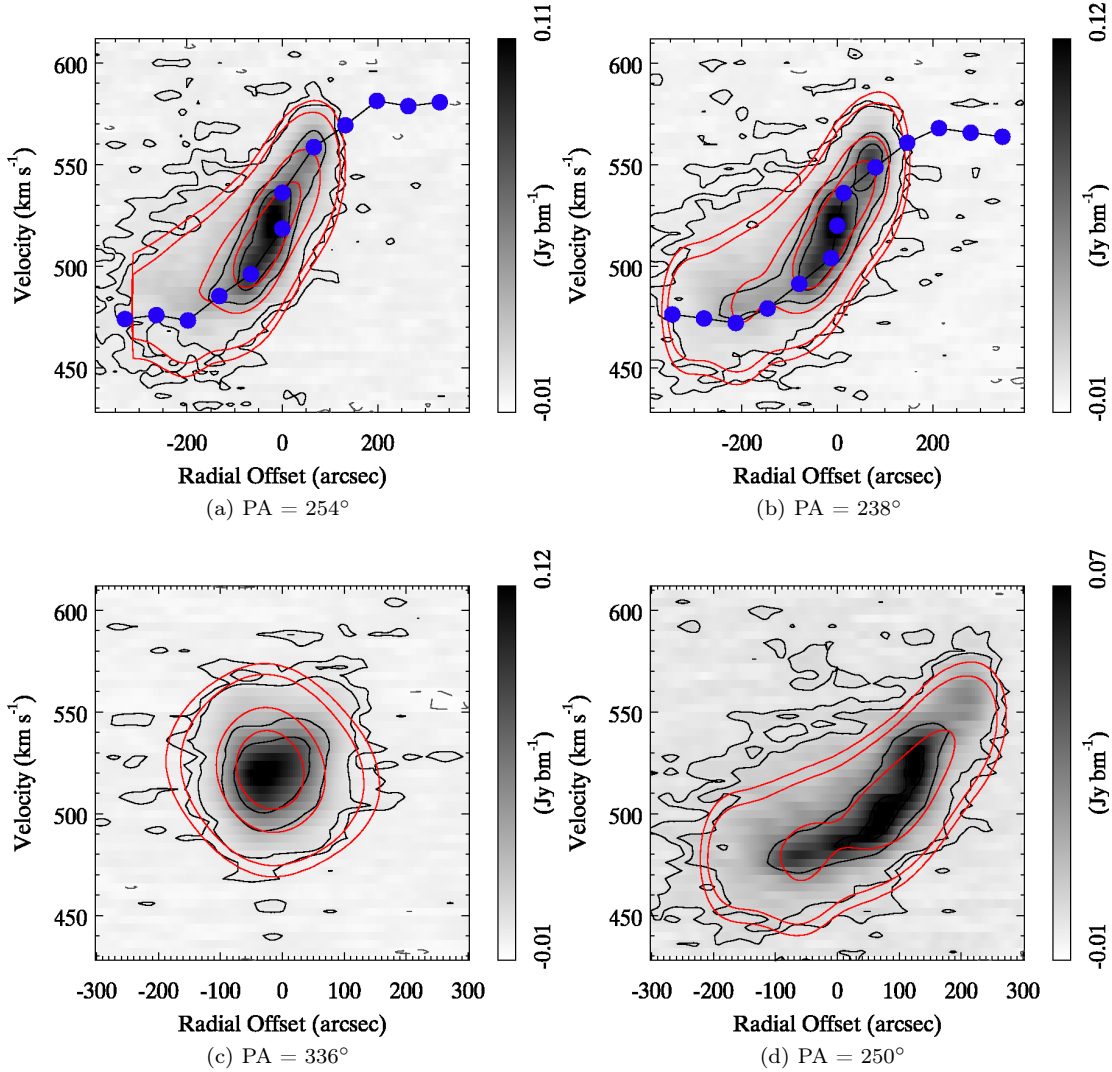 600
550
500
450
Velocity (km s⁻¹)
-200 0 200
Radial Offset (arcsec)
0.11
(Jy bm⁻¹)
-0.01
(a) PA = 254°
600
550
500
450
Velocity (km s⁻¹)
-200 0 200
Radial Offset (arcsec)
0.12
(Jy bm⁻¹)
-0.01
(b) PA = 238°
600
550
500
450
Velocity (km s⁻¹)
-300 -200 -100 0 100 200 300
Radial Offset (arcsec)
0.12
(Jy bm⁻¹)
-0.01
(c) PA = 336°
600
550
500
450
Velocity (km s⁻¹)
-300 -200 -100 0 100 200 300
Radial Offset (arcsec)
0.07
(Jy bm⁻¹)
-0.01
(d) PA = 250°